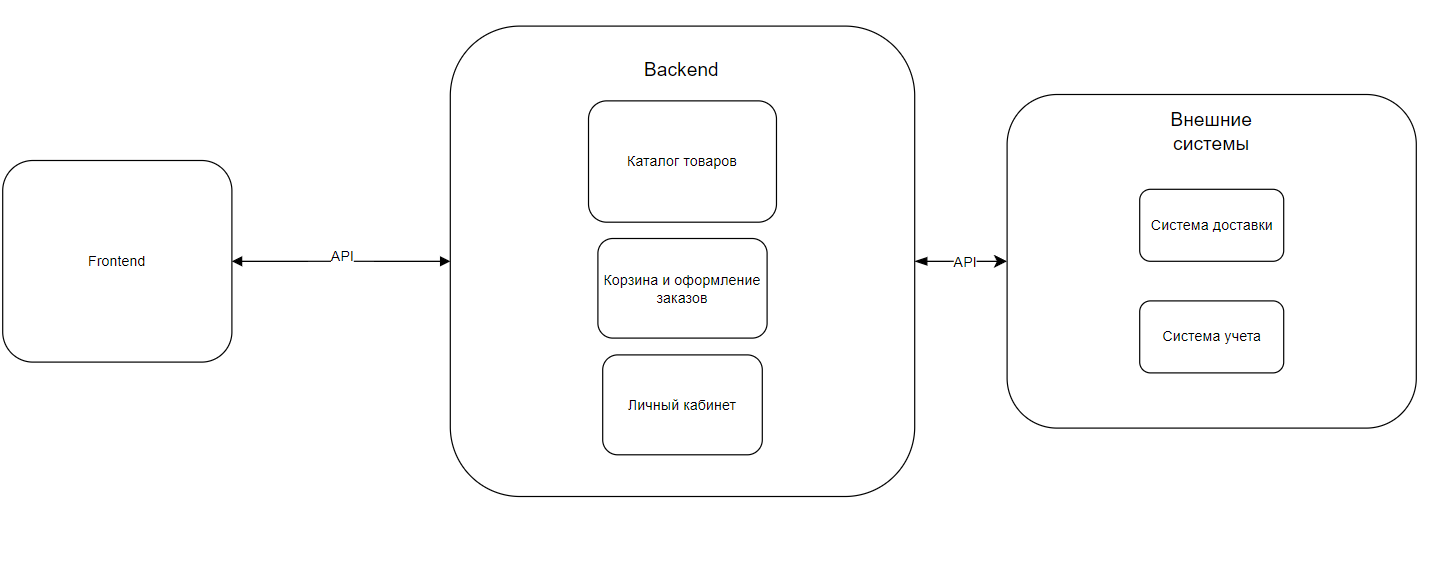 Frontend
API
Backend
Каталог товаров
Корзина и оформление
заказов
Личный кабинет
API
Внешние
системы
Система доставки
Система учета